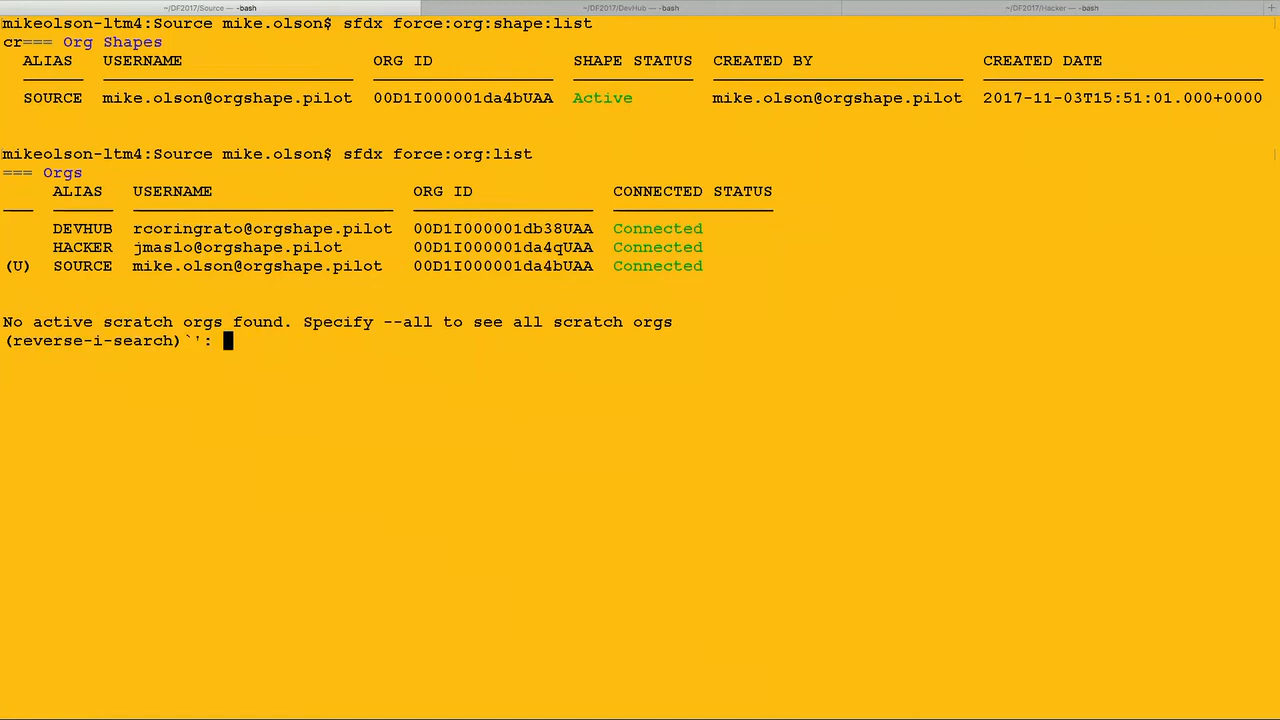 ~/DF2017/Source — -bash ~/DF2017/DevHub — -bash ~/DF2017/Hacker — -bash +
mikeolson-ltm4:Source mike.olson$ sfdx force:org:shape:list
cr=== Org Shapes
ALIAS USERNAME ORG ID SHAPE STATUS CREATED BY CREATED DATE
SOURCE mike.olson@orgshape.pilot 00D1I000001da4bUAA Active mike.olson@orgshape.pilot 2017-11-03T15:51:01.000+0000
mikeolson-ltm4:Source mike.olson$ sfdx force:org:list
=== Orgs
ALIAS USERNAME ORG ID CONNECTED STATUS
DEVHUB rcoringrato@orgshape.pilot 00D1I000001db38UAA Connected
HACKER jmaslo@orgshape.pilot 00D1I000001da4qUAA Connected
(U) SOURCE mike.olson@orgshape.pilot 00D1I000001da4bUAA Connected
No active scratch orgs found. Specify --all to see all scratch orgs
(reverse-i-search)`':